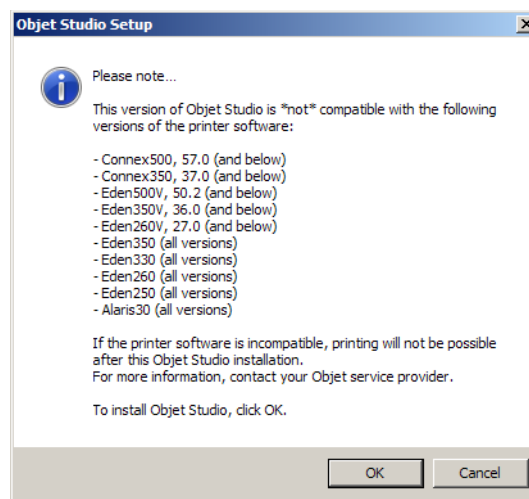 Objet Studio Setup
Please note...
This version of Objet Studio is *not* compatible with the following
versions of the printer software:
- Connex500, 57.0 (and below)
- Connex350, 37.0 (and below)
- Eden500V, 50.2 (and below)
- Eden350V, 36.0 (and below)
- Eden260V, 27.0 (and below)
- Eden350 (all versions)
- Eden330 (all versions)
- Eden260 (all versions)
- Eden250 (all versions)
- Alaris30 (all versions)
If the printer software is incompatible, printing will not be possible
after this Objet Studio installation.
For more information, contact your Objet service provider.
To install Objet Studio, click OK.
OK Cancel